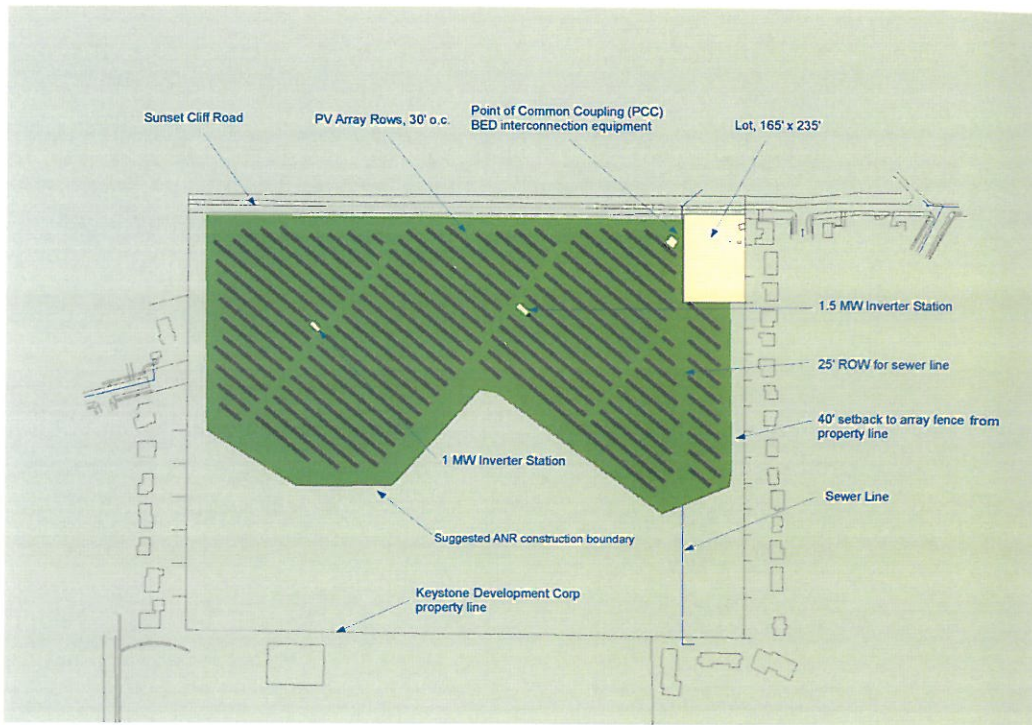 Sunset Cliff Road
PV Array Rows, 30' o.c.
Point of Common Coupling (PCC)
BED interconnection equipment
Lot, 165' x 235'
1.5 MW Inverter Station
25' ROW for sewer line
40' setback to array fence from
property line
1 MW Inverter Station
Sewer Line
Suggested ANR construction boundary
Keystone Development Corp
property line